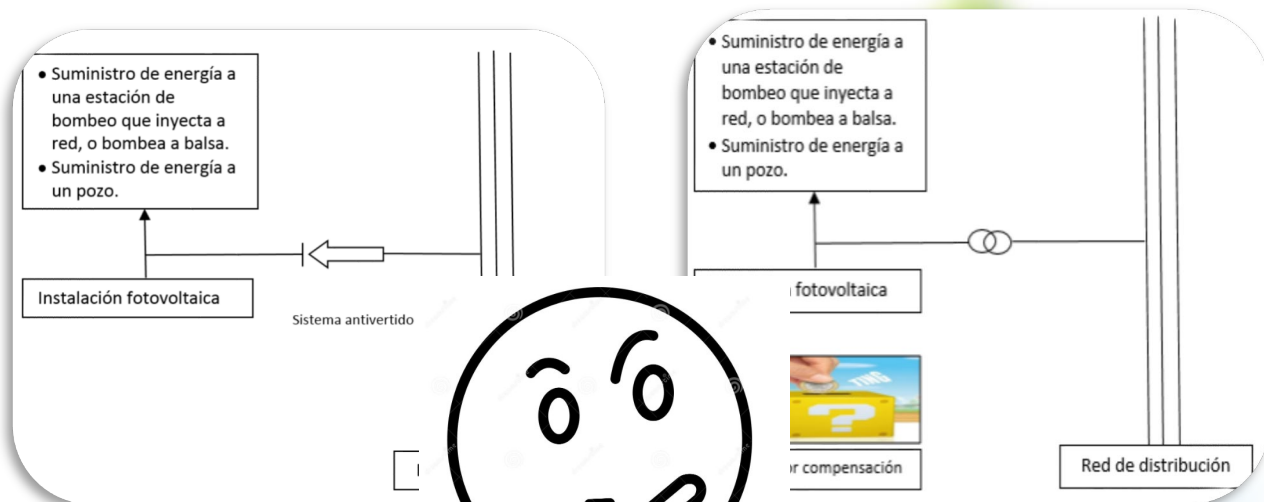 • Suministro de energía a
una estación de
bombeo que inyecta a
red, o bombea a balsa.
• Suministro de energía a
un pozo.
Instalación fotovoltaica
Sistema antivertido
• Suministro de energía a
una estación de
bombeo que inyecta a
red, o bombea a balsa.
• Suministro de energía a
un pozo.
fotovoltaica
TING
?
compensación
Red de distribución